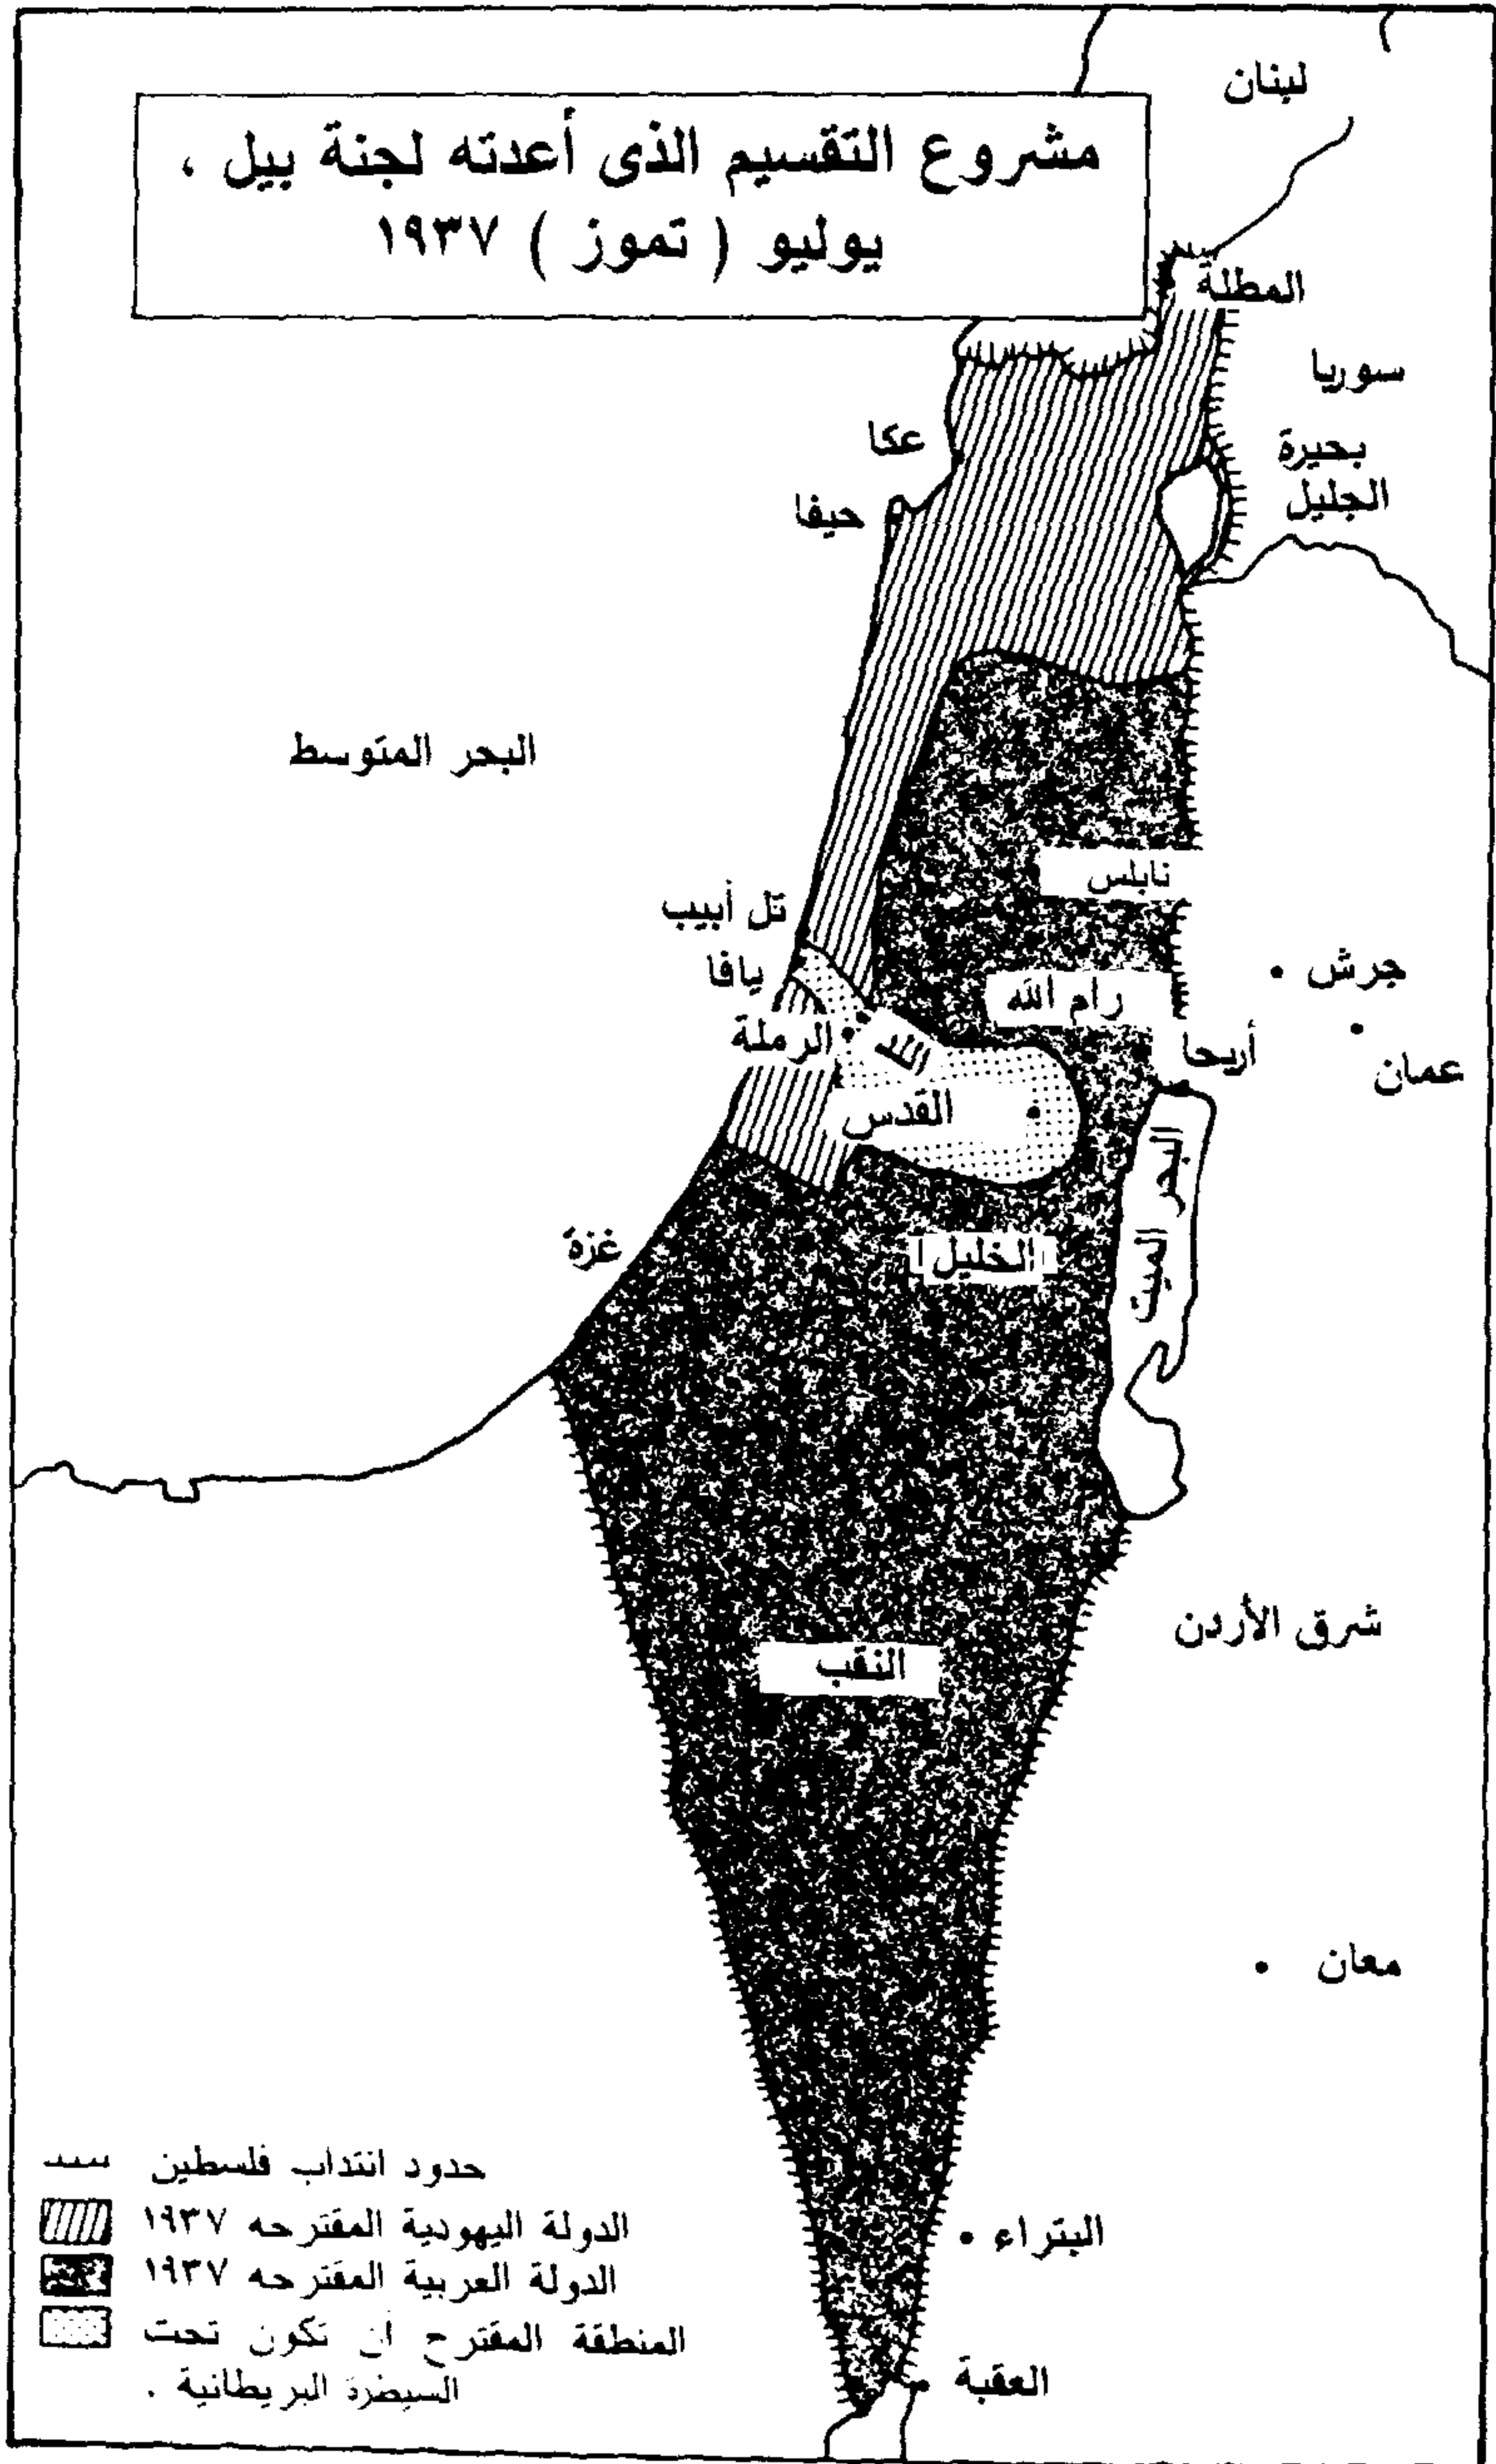 لبنان
مشروع التقسيم الذى أعدته لجنة بيل ،
يوليو ( تموز ) ١٩٣٧
المطلة
سوريا
بحيرة
الجليل
عكا
حيفا
البحر المتوسط
نابلس
تل أبيب
يافا
جرش
رام الله
الرملة
اللد
أريحا
عمان
القدس
البحر الميت
الخليل
غزة
شرق الأردن
النقب
معان
البتراء
العقبة
حدود انتداب فلسطين
الدولة اليهودية المقترحه ١٩٣٧
الدولة العربية المقترحه ١٩٣٧
المنطقة المقترح أن تكون تحت
السيطرة البريطانية .